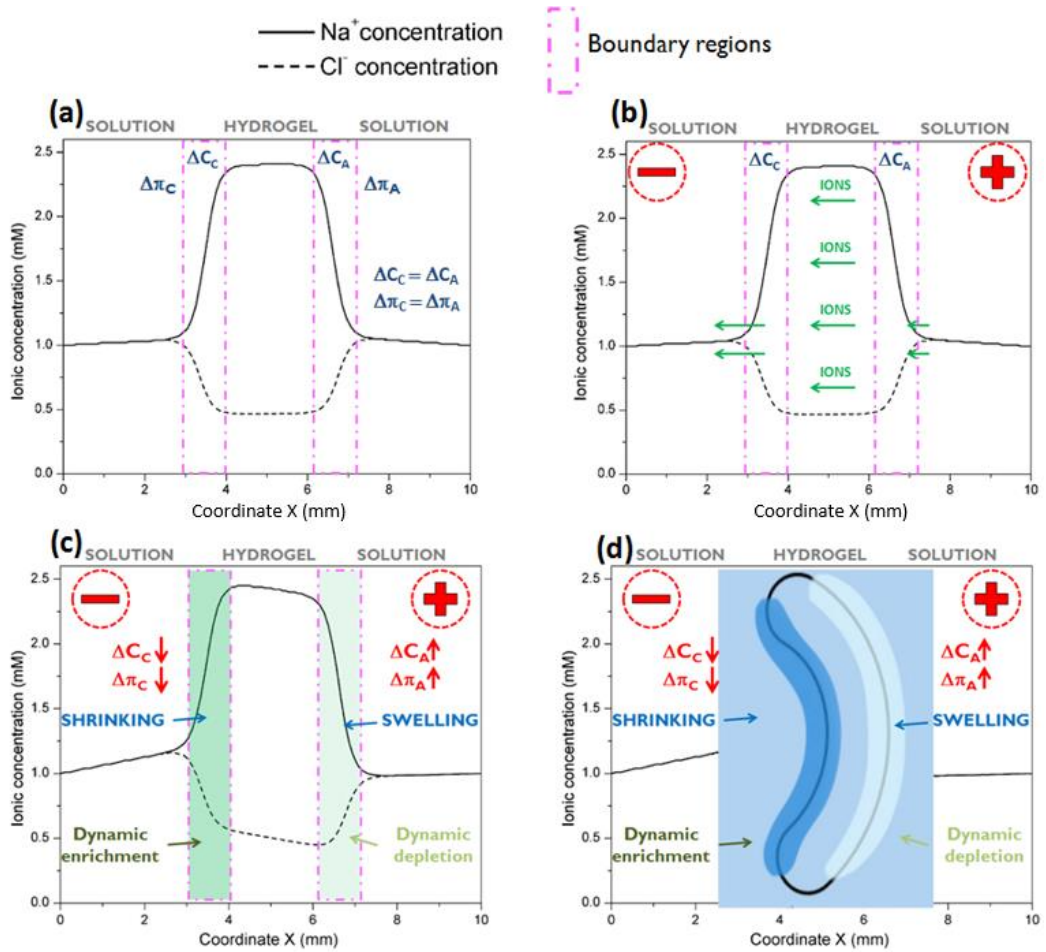 Na⁺ concentration
Cl⁻ concentration
Boundary regions
(a)
SOLUTION HYDROGEL SOLUTION
Ionic concentration (mM)
2.5
2.0
1.5
1.0
0.5
0.0
ΔC_C
ΔC_A
Δπ_C
Δπ_A
ΔC_C = ΔC_A
Δπ_C = Δπ_A
0 2 4 6 8 10
Coordinate X (mm)
(b)
SOLUTION HYDROGEL SOLUTION
Ionic concentration (mM)
2.5
2.0
1.5
1.0
0.5
0.0
−
+
ΔC_C
ΔC_A
IONS
IONS
IONS
IONS
0 2 4 6 8 10
Coordinate X (mm)
(c)
SOLUTION HYDROGEL SOLUTION
Ionic concentration (mM)
2.5
2.0
1.5
1.0
0.5
0.0
−
+
ΔC_C↓
Δπ_C↓
ΔC_A↑
Δπ_A↑
SHRINKING
SWELLING
Dynamic
enrichment
Dynamic
depletion
0 2 4 6 8 10
Coordinate X (mm)
(d)
SOLUTION HYDROGEL SOLUTION
Ionic concentration (mM)
2.5
2.0
1.5
1.0
0.5
0.0
−
+
ΔC_C↓
Δπ_C↓
ΔC_A↑
Δπ_A↑
SHRINKING
SWELLING
Dynamic
enrichment
Dynamic
depletion
0 2 4 6 8 10
Coordinate X (mm)